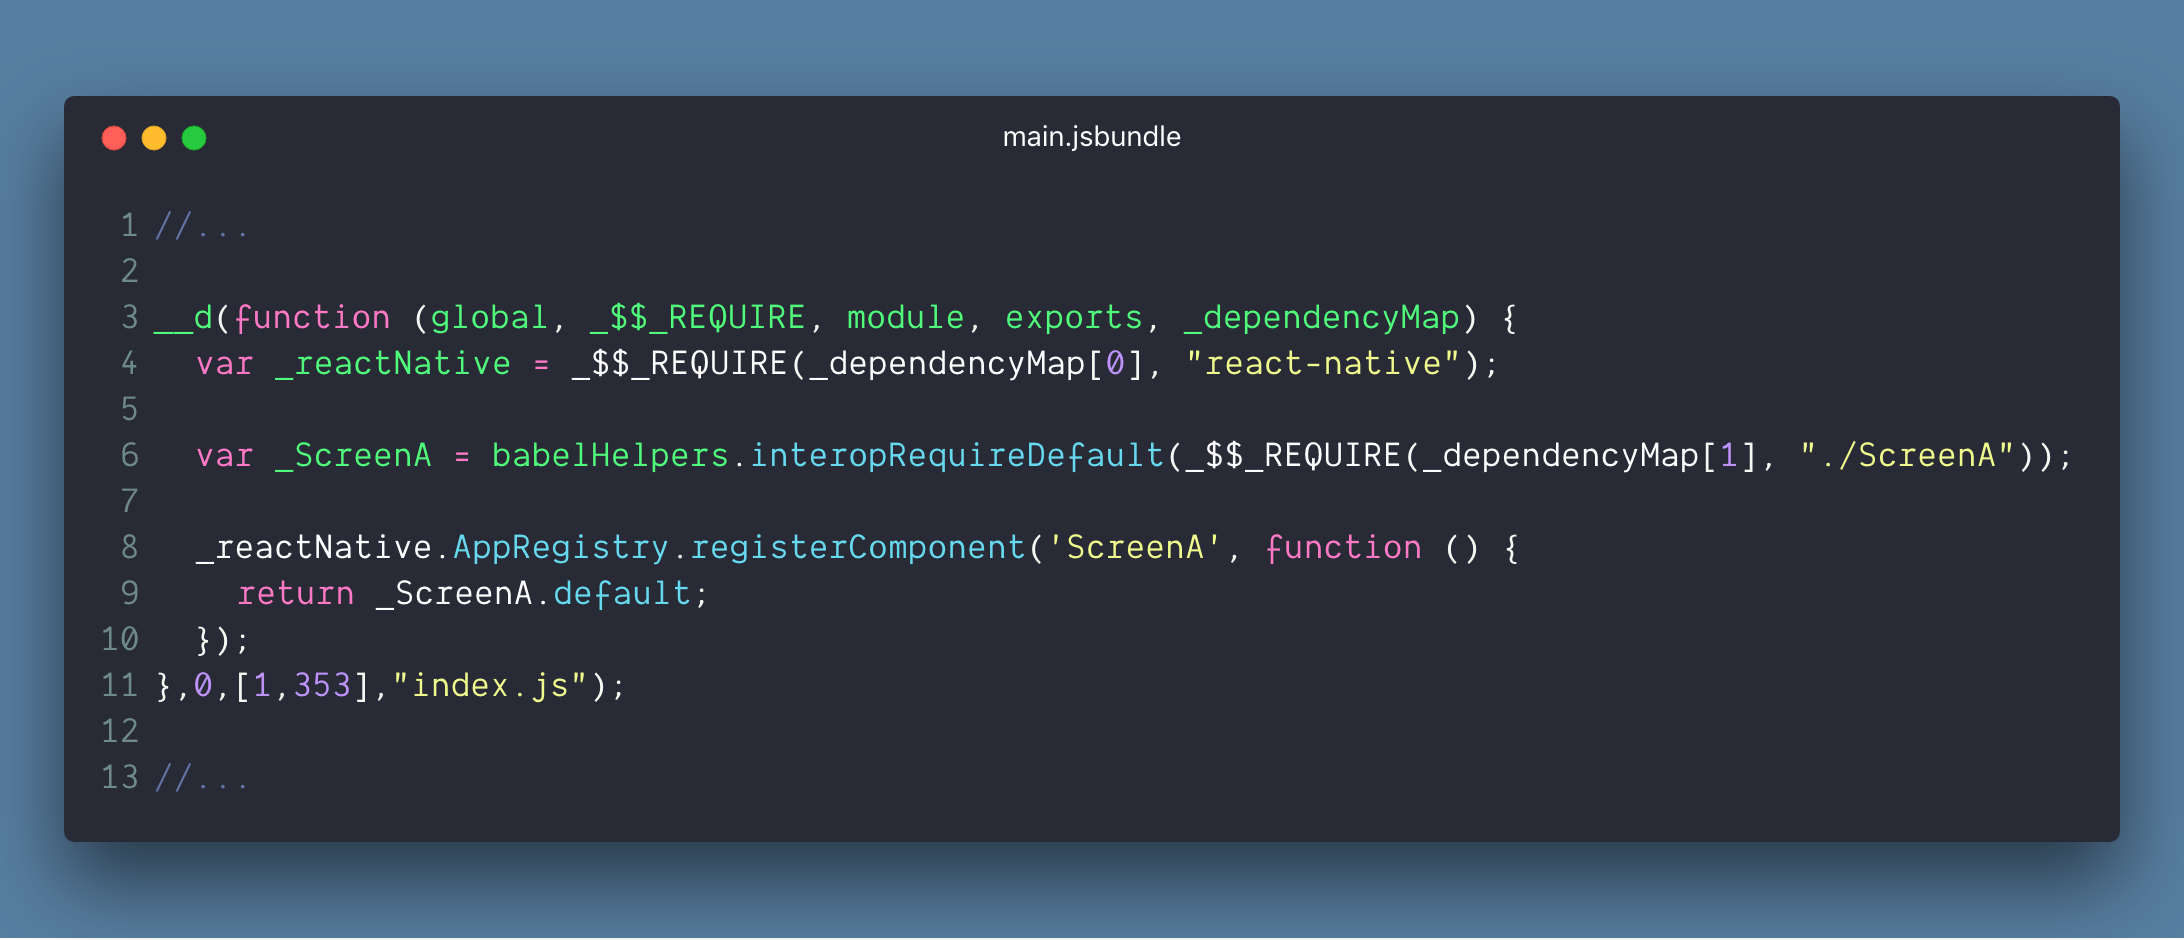 main.jsbundle
1 //...
2
3 __d(function (global, _$$_REQUIRE, module, exports, _dependencyMap) {
4   var _reactNative = _$$_REQUIRE(_dependencyMap[0], "react-native");
5
6   var _ScreenA = babelHelpers.interopRequireDefault(_$$_REQUIRE(_dependencyMap[1], "./ScreenA"));
7
8   _reactNative.AppRegistry.registerComponent('ScreenA', function () {
9     return _ScreenA.default;
10   });
11 },0,[1,353],"index.js");
12
13 //...